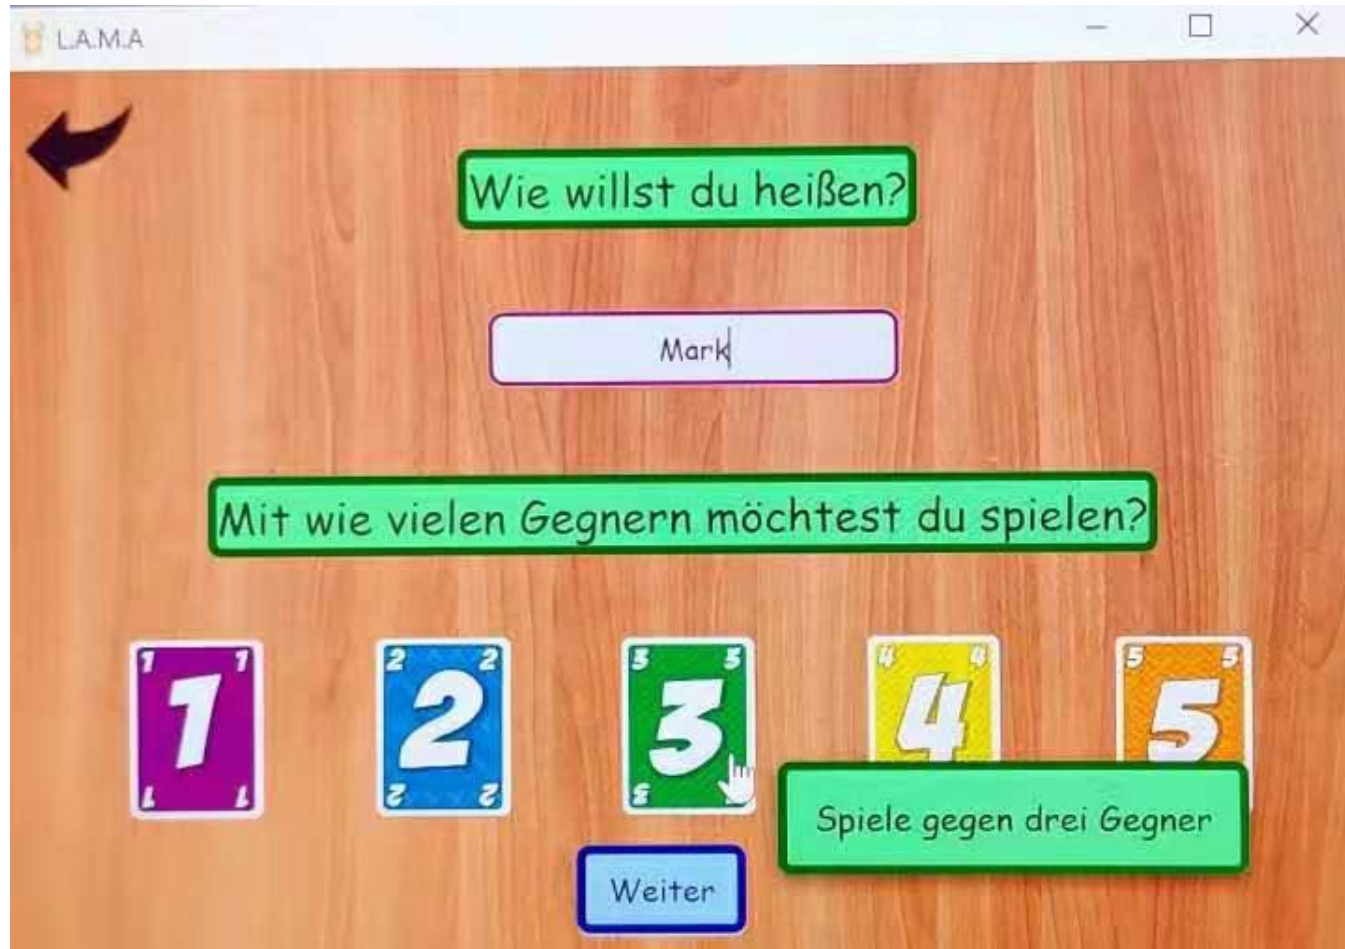 L.A.M.A
Wie willst du heißen?
Mark
Mit wie vielen Gegnern möchtest du spielen?
1 1 2 2 3 3 4 4 5 5
1 2 3 4 5
1 1 2 2 3
Spiele gegen drei Gegner
Weiter